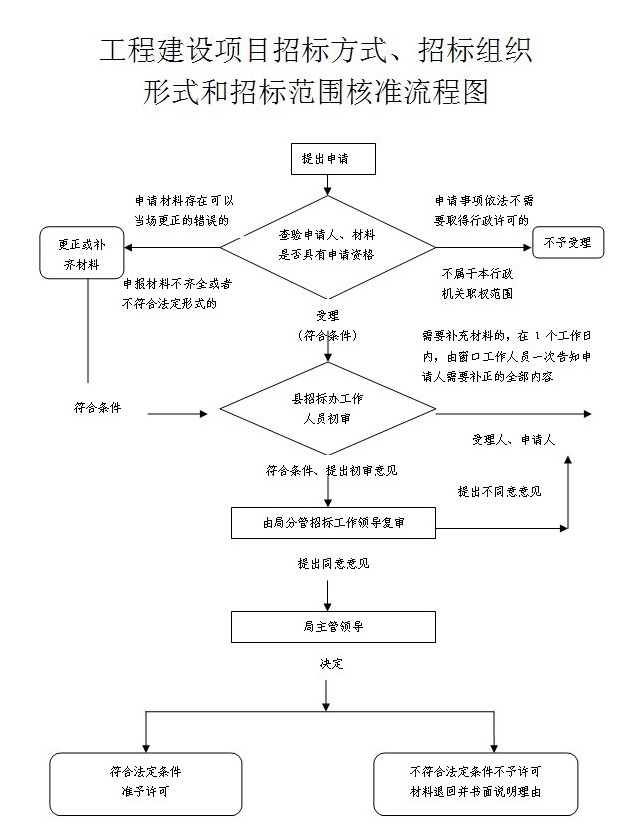 工程建设项目招标方式、招标组织
形式和招标范围核准流程图
提出申请
申请材料存在可以
当场更正的错误的
申请事项依法不需
要取得行政许可的
更正或补
齐材料
查验申请人、材料
是否具有申请资格
不予受理
申报材料不齐全或者
不符合法定形式的
不属于本行政
机关职权范围
受理
(符合条件)
需要补充材料的，在 1 个工作日
内，由窗口工作人员一次告知申
请人需要补正的全部内容
符合条件
县招标办工作
人员初审
受理人、申请人
符合条件、提出初审意见
提出不同意意见
由局分管招标工作领导复审
提出同意意见
局主管领导
决定
符合法定条件
准予许可
不符合法定条件不予许可
材料退回并书面说明理由